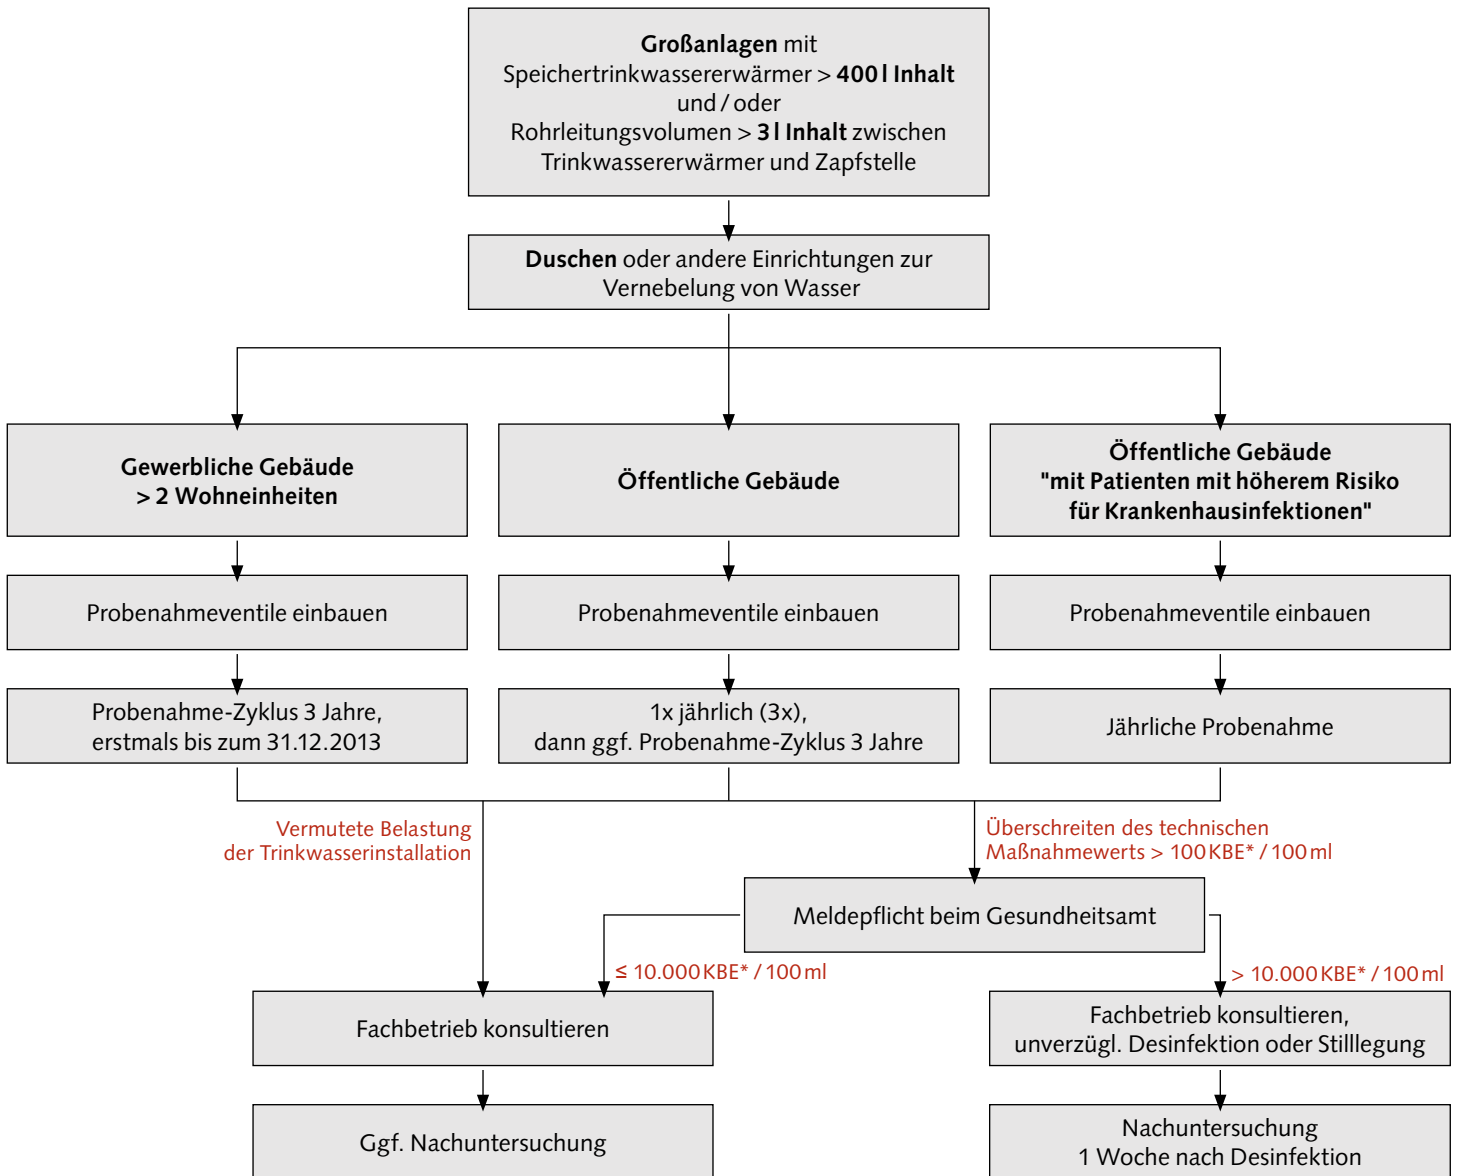 Großanlagen mit
Speichertrinkwassererwärmer > 400 l Inhalt
und / oder
Rohrleitungsvolumen > 3 l Inhalt zwischen
Trinkwassererwärmer und Zapfstelle
Duschen oder andere Einrichtungen zur
Vernebelung von Wasser
Gewerbliche Gebäude
> 2 Wohneinheiten
Öffentliche Gebäude
Öffentliche Gebäude
"mit Patienten mit höherem Risiko
für Krankenhausinfektionen"
Probenahmeventile einbauen
Probenahmeventile einbauen
Probenahmeventile einbauen
Probenahme-Zyklus 3 Jahre,
erstmals bis zum 31.12.2013
1x jährlich (3x),
dann ggf. Probenahme-Zyklus 3 Jahre
Jährliche Probenahme
Vermutete Belastung
der Trinkwasserinstallation
Überschreiten des technischen
Maßnahmewerts > 100 KBE* / 100 ml
Meldepflicht beim Gesundheitsamt
≤ 10.000 KBE* / 100 ml
> 10.000 KBE* / 100 ml
Fachbetrieb konsultieren
Fachbetrieb konsultieren,
unverzügl. Desinfektion oder Stilllegung
Ggf. Nachuntersuchung
Nachuntersuchung
1 Woche nach Desinfektion